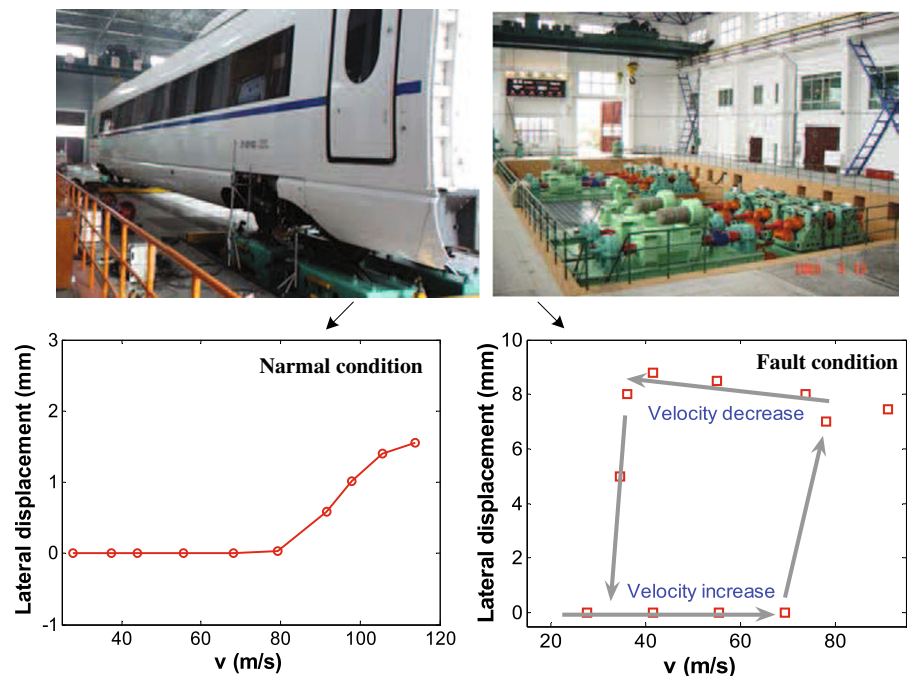 3
2
1
0
-1
40
60
80
100
120
Lateral displacement (mm)
v (m/s)
Narmal condition
10
8
6
4
2
0
20
40
60
80
Lateral displacement (mm)
v (m/s)
Fault condition
Velocity decrease
Velocity increase